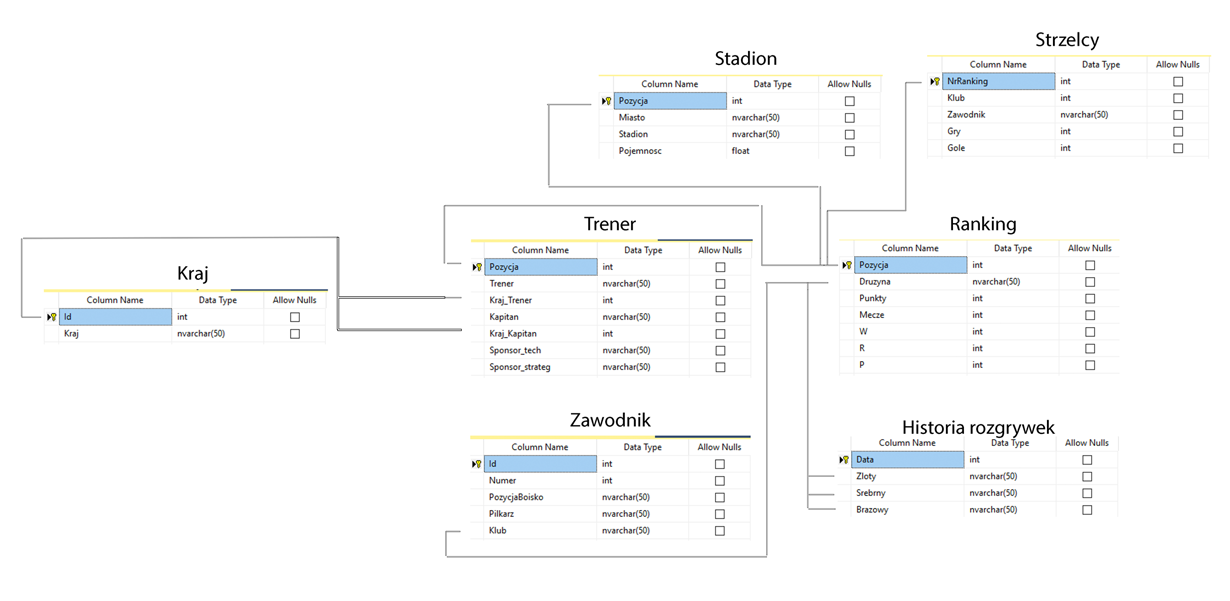 Stadion
Column Name Data Type Allow Nulls
Pozycja int
Miasto nvarchar(50)
Stadion nvarchar(50)
Pojemnosc float
Strzelcy
Column Name Data Type Allow Nulls
NrRanking int
Klub int
Zawodnik nvarchar(50)
Gry int
Gole int
Kraj
Column Name Data Type Allow Nulls
Id int
Kraj nvarchar(50)
Trener
Column Name Data Type Allow Nulls
Pozycja int
Trener nvarchar(50)
Kraj_Trener int
Kapitan nvarchar(50)
Kraj_Kapitan int
Sponsor_tech nvarchar(50)
Sponsor_strateg nvarchar(50)
Ranking
Column Name Data Type Allow Nulls
Pozycja int
Druzyna nvarchar(50)
Punkty int
Mecze int
W int
R int
P int
Zawodnik
Column Name Data Type Allow Nulls
Id int
Numer int
PozycjaBoisko nvarchar(50)
Pilkarz nvarchar(50)
Klub nvarchar(50)
Historia rozgrywek
Column Name Data Type Allow Nulls
Data int
Zloty nvarchar(50)
Srebrny nvarchar(50)
Brazowy nvarchar(50)